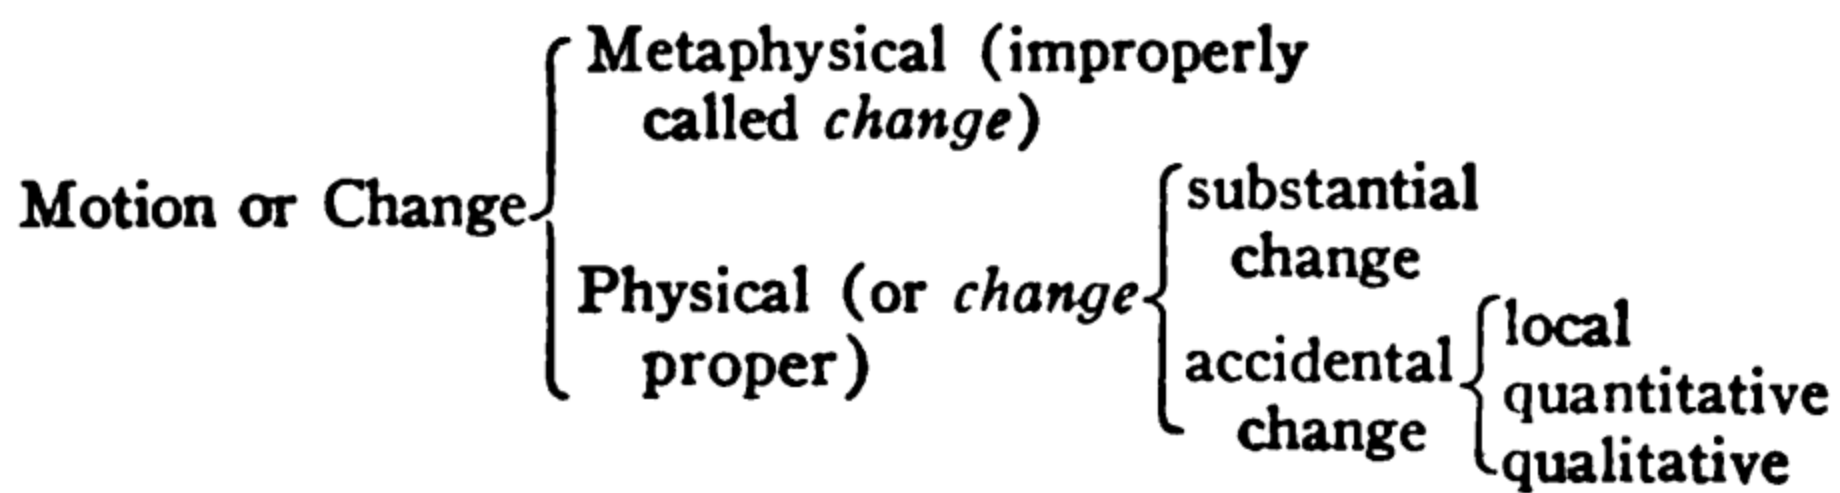 Motion or Change
Metaphysical (improperly
called change)
Physical (or change
proper)
substantial
change
accidental
change
local
quantitative
qualitative